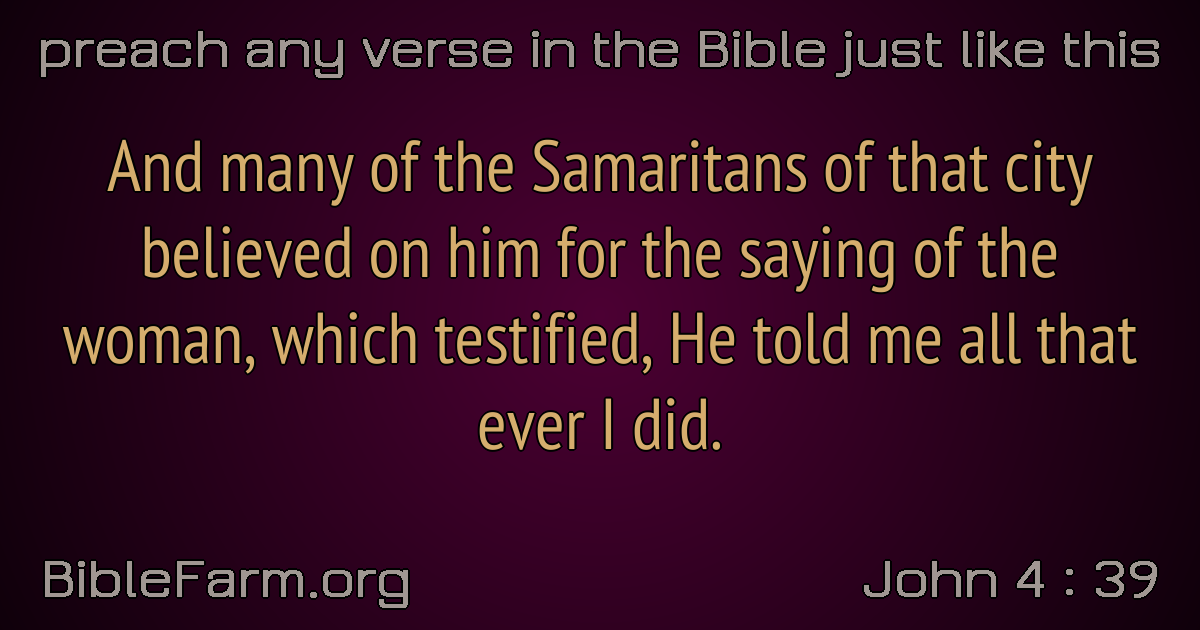 preach any verse in the Bible just like this
And many of the Samaritans of that city
believed on him for the saying of the
woman, which testified, He told me all that
ever I did.
BibleFarm.org
John 4 : 39